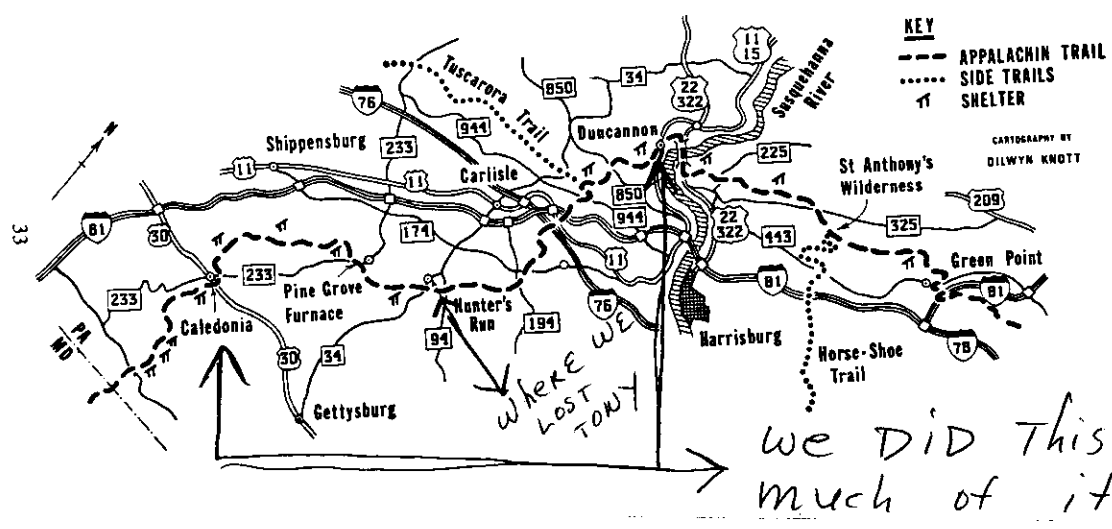 KEY
APPALACHIN TRAIL
SIDE TRAILS
SHELTER
CARTOGRAPHY BY
DILWYN KNOTT
11
15
Susquehanna
River
34
22
322
850
Tuscarora
Trail
76
944
Duncannon
Shippensburg
233
225
St Anthony's
Wilderness
N
11
11
Carlisle
850
944
209
325
33
81
30
174
22
322
443
11
Green Point
233
233
Pine Grove
Furnace
Hunter's
Run
76
81
81
Caledonia
PA
MD
30
34
94
194
Harrisburg
78
Horse-Shoe
Trail
Gettysburg
Where WE
LOST
TONY
we DiD This
much of it